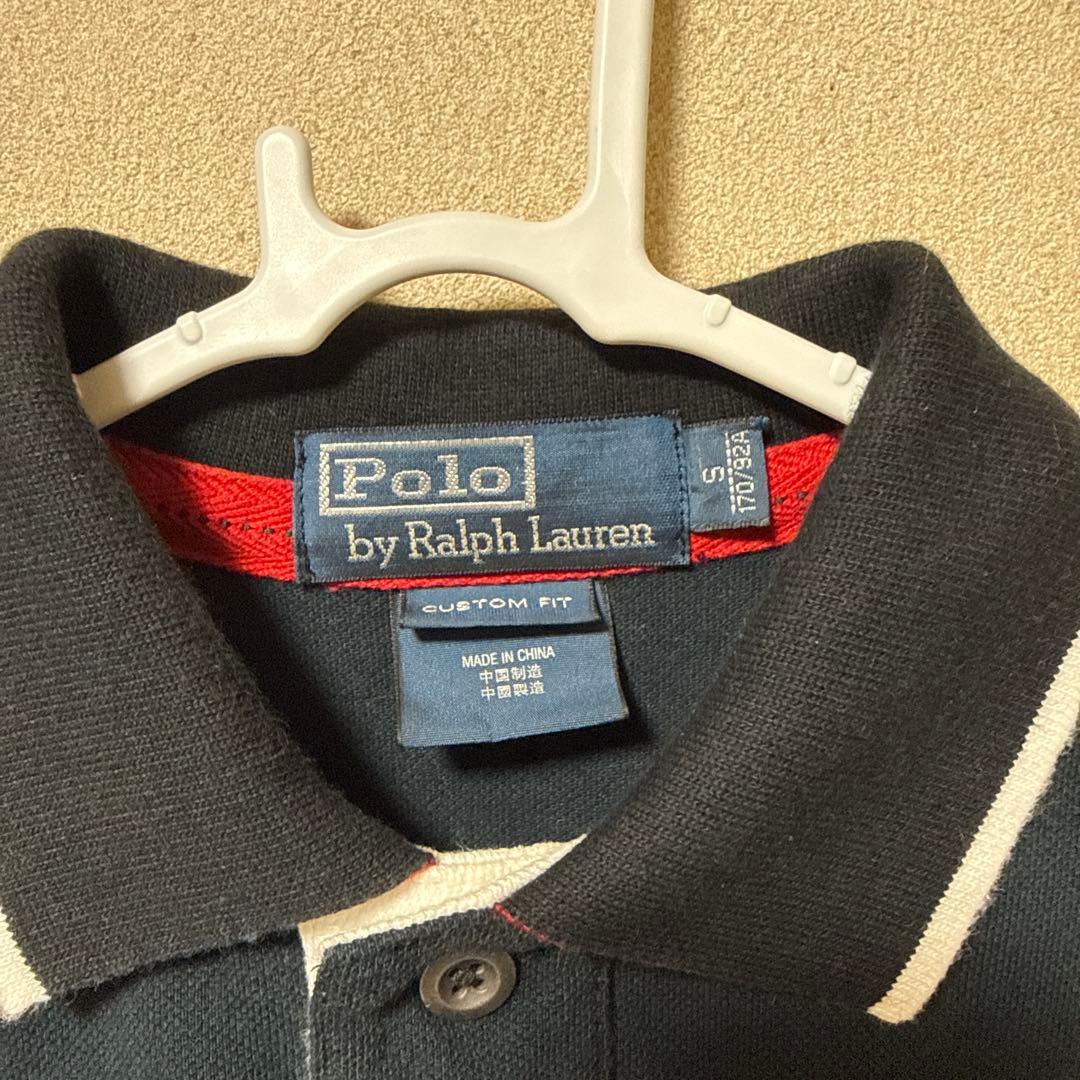 Polo
by Ralph Lauren
S
170/92A
CUSTOM FIT
MADE IN CHINA
中国制造
中國製造